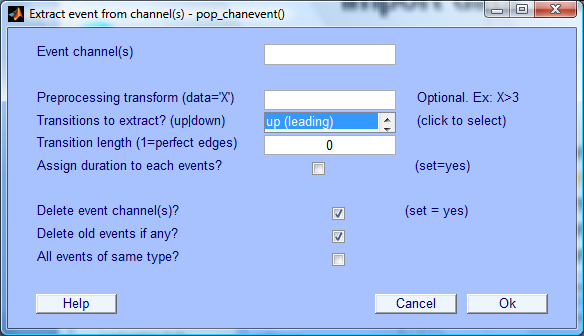 Extract event from channel(s) - pop_chanevent()
Event channel(s)
Preprocessing transform (data='X') Optional. Ex: X>3
Transitions to extract? (up|down) up (leading) (click to select)
Transition length (1=perfect edges) 0
Assign duration to each events? (set=yes)
Delete event channel(s)? (set = yes)
Delete old events if any?
All events of same type?
Help Cancel Ok